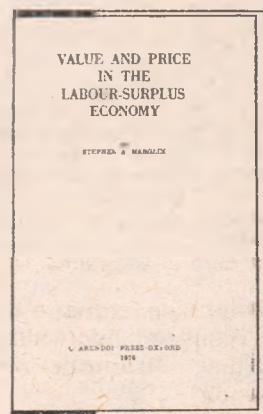 VALUE AND PRICE
IN THE
LABOUR-SURPLUS
ECONOMY
STEPHEN A MARGLIN
CLARENDON PRESS·OXFORD
1976